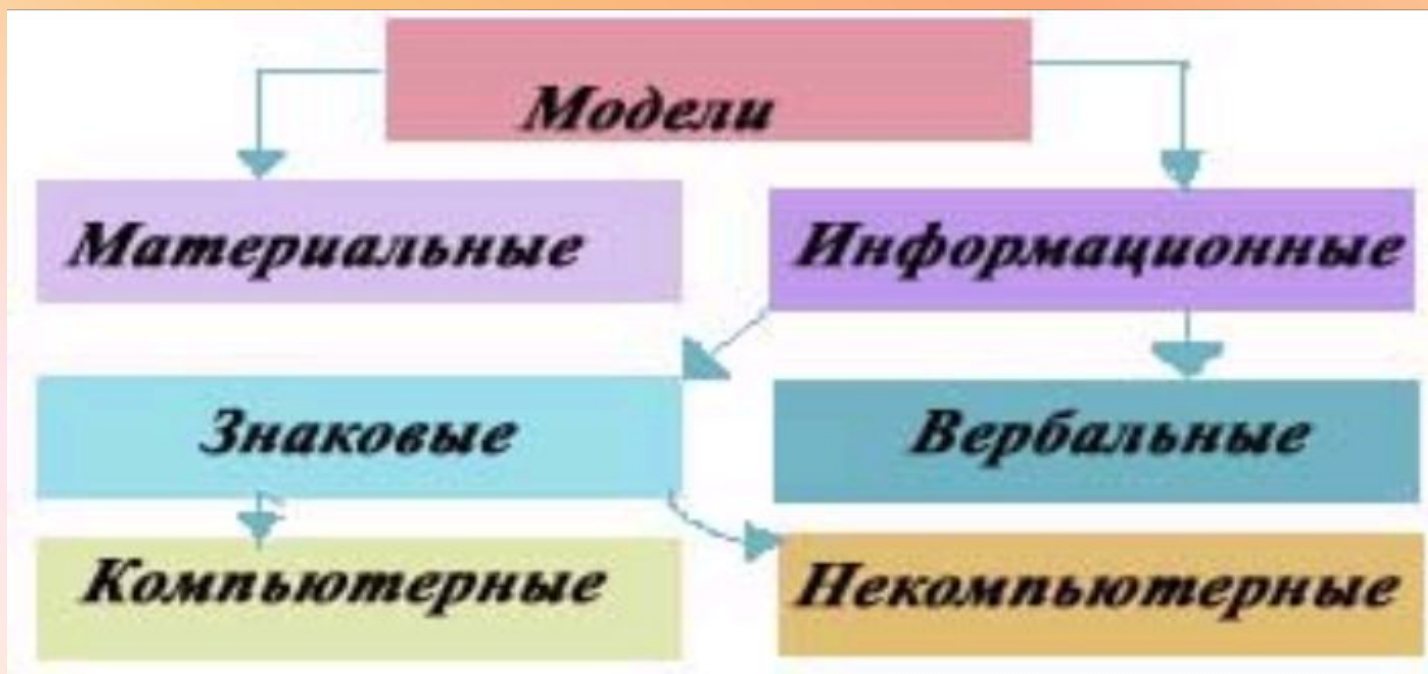 Модели
Материальные
Информационные
Знаковые
Вербальные
Компьютерные
Некомпьютерные